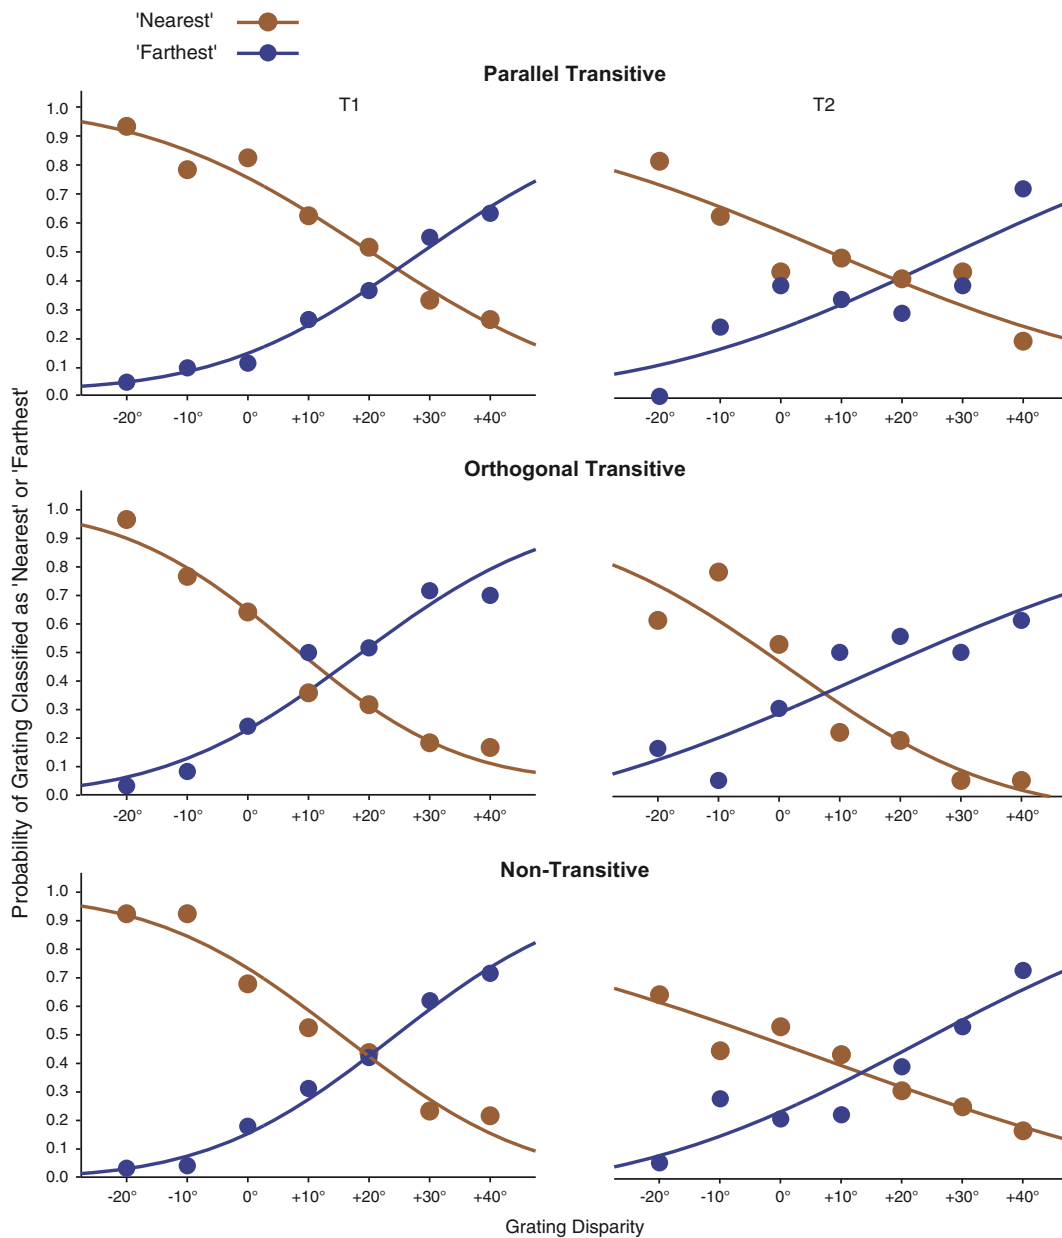 'Nearest'
'Farthest'
Parallel Transitive
T1
T2
1.0
0.9
0.8
0.7
0.6
0.5
0.4
0.3
0.2
0.1
0.0
-20° -10° 0° +10° +20° +30° +40°
-20° -10° 0° +10° +20° +30° +40°
Orthogonal Transitive
1.0
0.9
0.8
0.7
0.6
0.5
0.4
0.3
0.2
0.1
0.0
-20° -10° 0° +10° +20° +30° +40°
-20° -10° 0° +10° +20° +30° +40°
Non-Transitive
1.0
0.9
0.8
0.7
0.6
0.5
0.4
0.3
0.2
0.1
0.0
-20° -10° 0° +10° +20° +30° +40°
-20° -10° 0° +10° +20° +30° +40°
Probability of Grating Classified as 'Nearest' or 'Farthest'
Grating Disparity